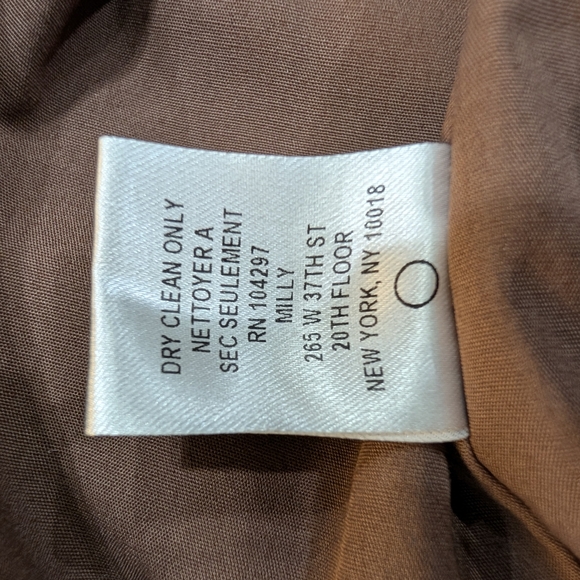 DRY CLEAN ONLY
NETTOYER A
SEC SEULEMENT
RN 104297
MILLY
265 W 37TH ST
20TH FLOOR
NEW YORK, NY 10018